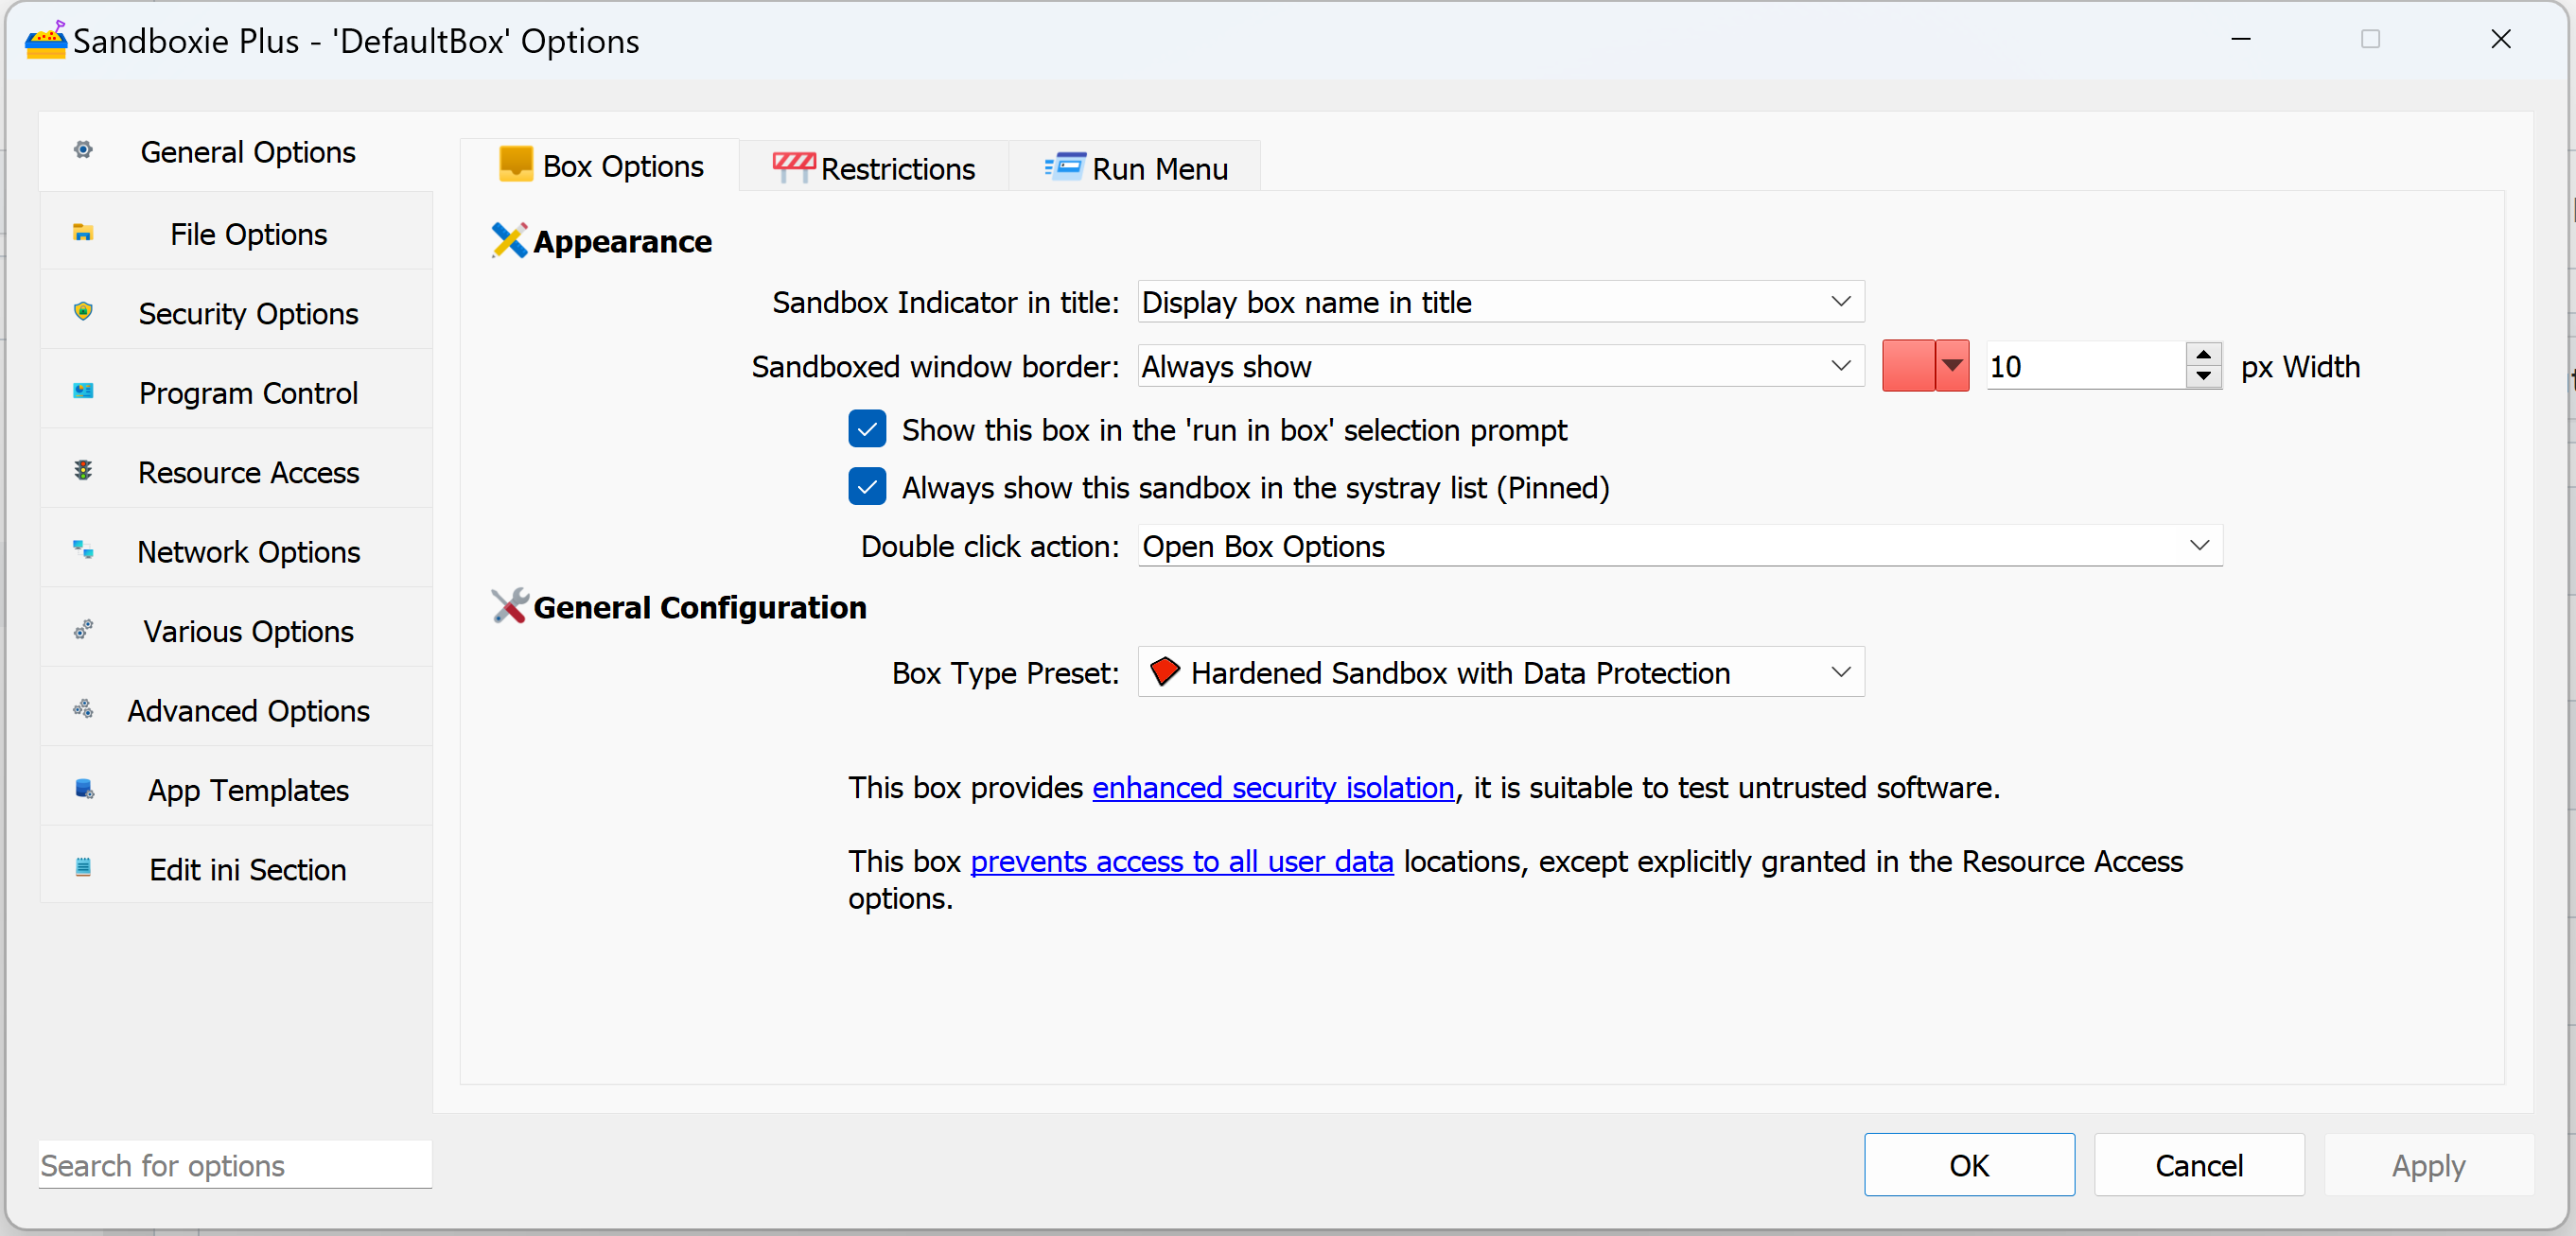 Sandboxie Plus - 'DefaultBox' Options
General Options
File Options
Security Options
Program Control
Resource Access
Network Options
Various Options
Advanced Options
App Templates
Edit ini Section
Search for options
Box Options
Restrictions
Run Menu
Appearance
Sandbox Indicator in title: Display box name in title
Sandboxed window border: Always show 10 px Width
Show this box in the 'run in box' selection prompt
Always show this sandbox in the systray list (Pinned)
Double click action: Open Box Options
General Configuration
Box Type Preset: Hardened Sandbox with Data Protection
This box provides enhanced security isolation, it is suitable to test untrusted software.
This box prevents access to all user data locations, except explicitly granted in the Resource Access
options.
OK
Cancel
Apply